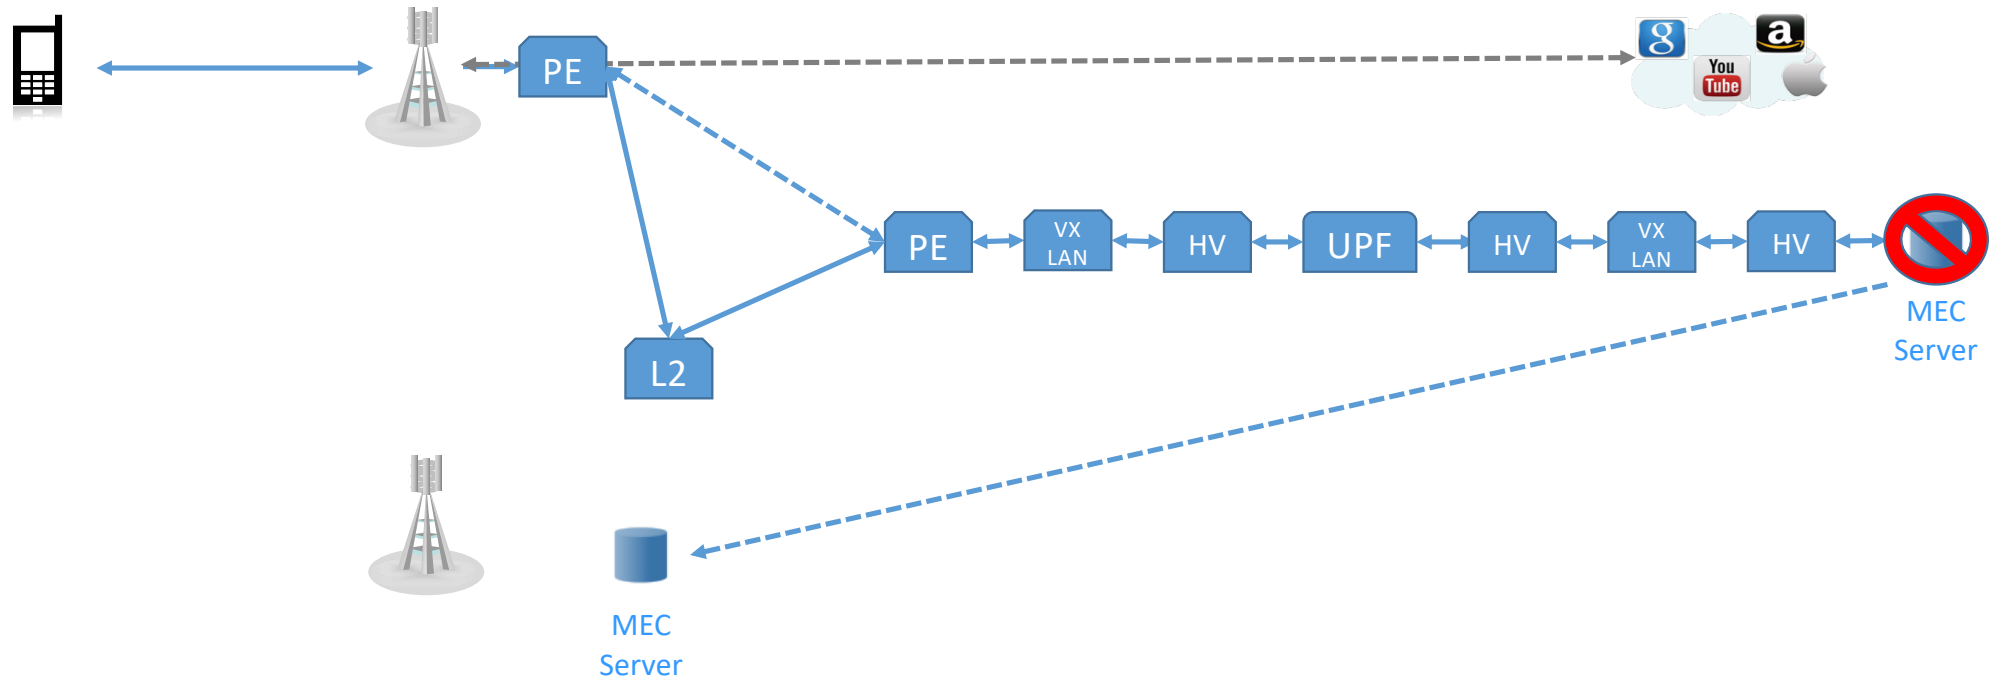 PE
g
a
You
Tube
PE
VX
LAN
HV
UPF
HV
VX
LAN
HV
MEC
Server
L2
MEC
Server